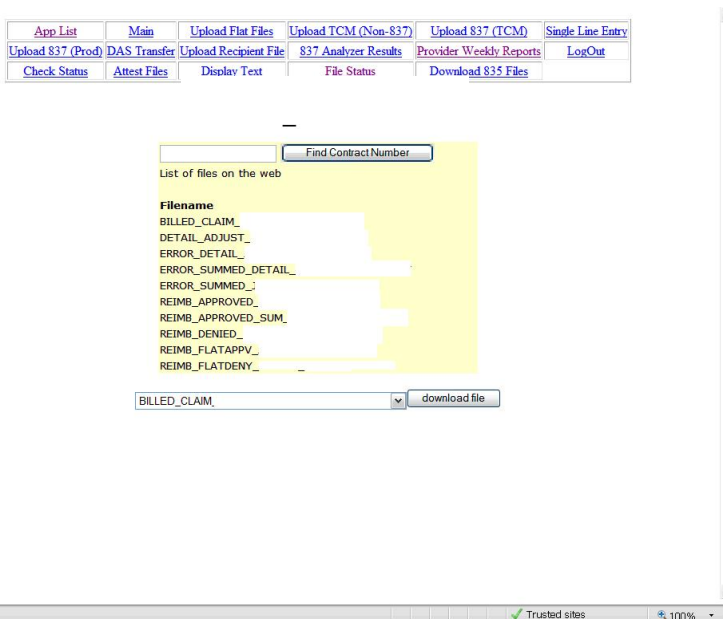 App List Main Upload Flat Files Upload TCM (Non-837) Upload 837 (TCM) Single Line Entry
Upload 837 (Prod) DAS Transfer Upload Recipient File 837 Analyzer Results Provider Weekly Reports LogOut
Check Status Attest Files Display Text File Status Download 835 Files
Find Contract Number
List of files on the web
Filename
BILLED_CLAIM_
DETAIL_ADJUST_
ERROR_DETAIL_
ERROR_SUMMED_DETAIL_
ERROR_SUMMED_
REIMB_APPROVED_
REIMB_APPROVED_SUM_
REIMB_DENIED_
REIMB_FLATAPPV_
REIMB_FLATDENY_ _
BILLED_CLAIM_ download file
Trusted sites 100%